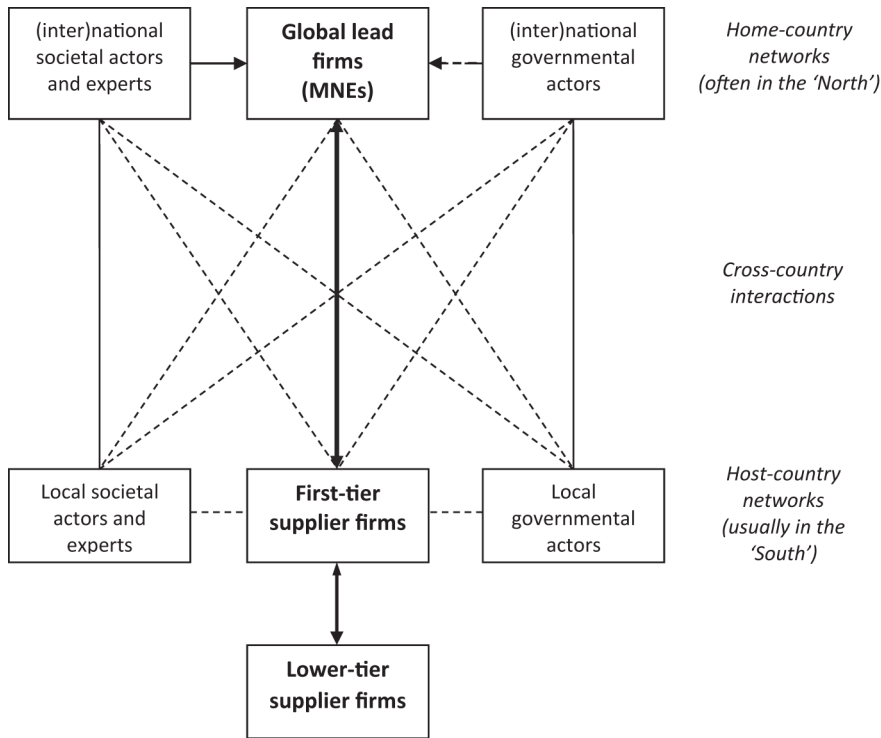 (inter)national
societal actors
and experts
Global lead
firms
(MNEs)
(inter)national
governmental
actors
Home-country
networks
(often in the ‘North’)
Cross-country
interactions
Local societal
actors and
experts
First-tier
supplier firms
Local
governmental
actors
Host-country
networks
(usually in the
‘South’)
Lower-tier
supplier firms